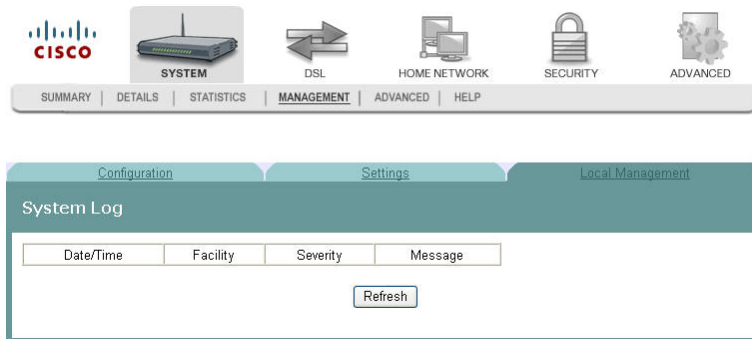 CISCO
SYSTEM DSL HOME NETWORK SECURITY ADVANCED
SUMMARY | DETAILS | STATISTICS | MANAGEMENT | ADVANCED | HELP
Configuration Settings Local Management
System Log
Date/Time Facility Severity Message
Refresh